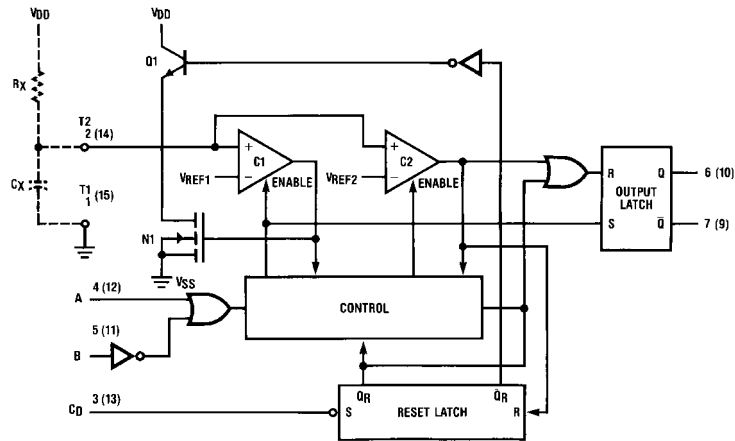 VDD
VDD
Q1
RX
T2
2 (14)
CX
T1
1 (15)
+
C1
−
VREF1
ENABLE
+
C2
−
VREF2
ENABLE
R
Q
6 (10)
OUTPUT
LATCH
S
Q̅
7 (9)
N1
VSS
A
4 (12)
CONTROL
5 (11)
B
CD
3 (13)
QR
Q̅R
S
RESET LATCH
R